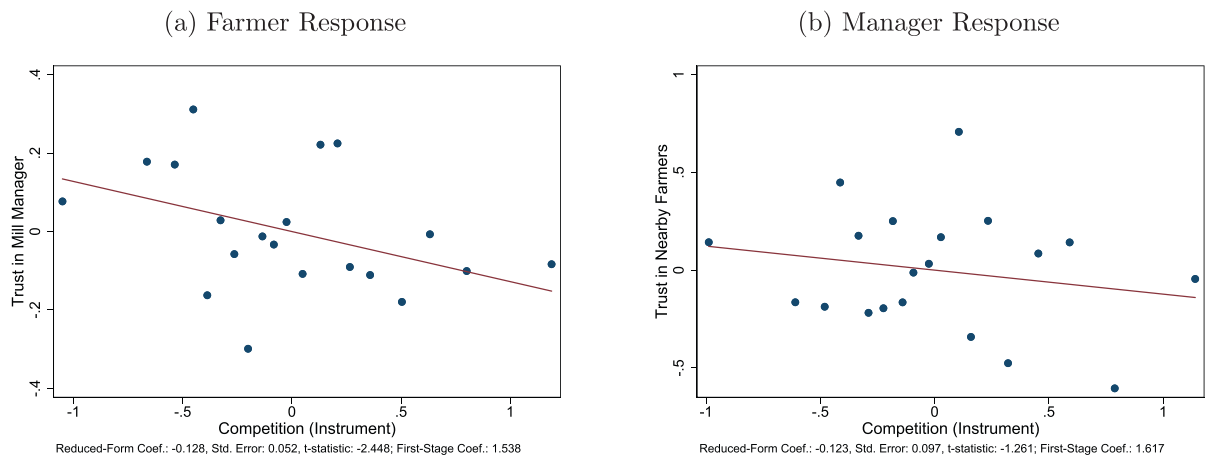 (a) Farmer Response
.4
.2
0
-.2
-.4
Trust in Mill Manager
-1
-.5
0
.5
1
Competition (Instrument)
Reduced-Form Coef.: -0.128, Std. Error: 0.052, t-statistic: -2.448; First-Stage Coef.: 1.538
(b) Manager Response
1
.5
0
-.5
Trust in Nearby Farmers
-1
-.5
0
.5
1
Competition (Instrument)
Reduced-Form Coef.: -0.123, Std. Error: 0.097, t-statistic: -1.261; First-Stage Coef.: 1.617